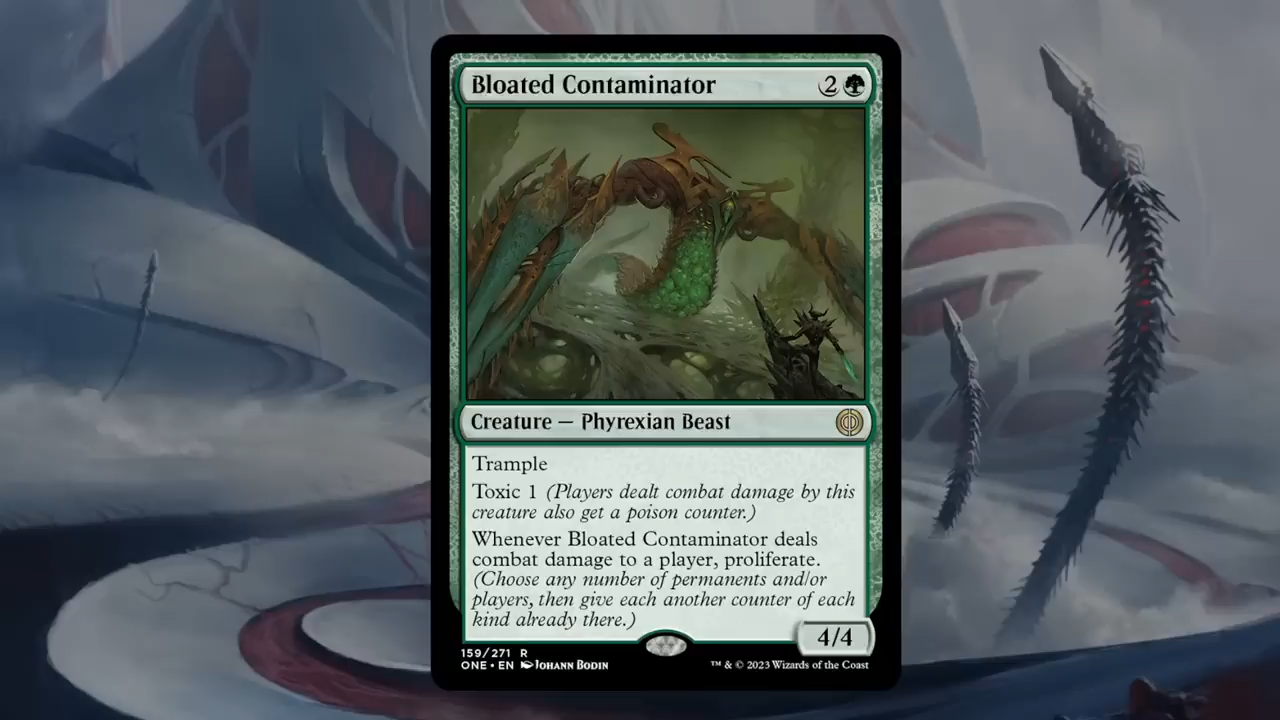 Bloated Contaminator 2
Creature — Phyrexian Beast
Trample
Toxic 1 (Players dealt combat damage by this
creature also get a poison counter.)
Whenever Bloated Contaminator deals
combat damage to a player, proliferate.
(Choose any number of permanents and/or
players, then give each another counter of each
kind already there.)
4/4
159/271 R
ONE • EN Johann Bodin
™ & © 2023 Wizards of the Coast